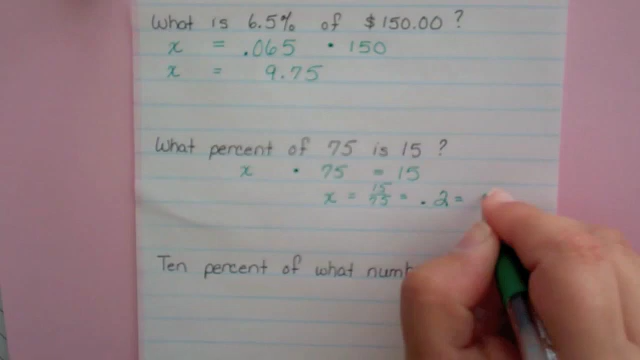 What is 6.5% of $150.00?
x = .065 • 150
x = 9.75
What percent of 75 is 15?
x • 75 = 15
x = 15/75 = .2 =
Ten percent of what